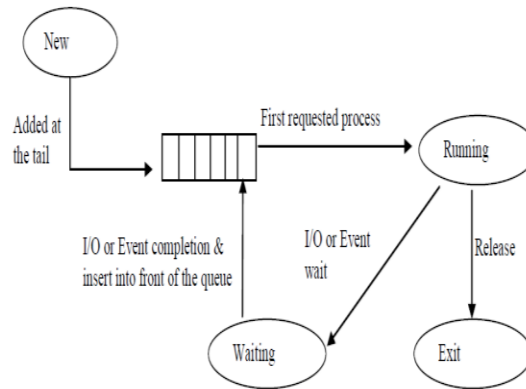 New
Added at
the tail
First requested process
Running
I/O or Event completion &
insert into front of the queue
I/O or Event
wait
Release
Waiting
Exit